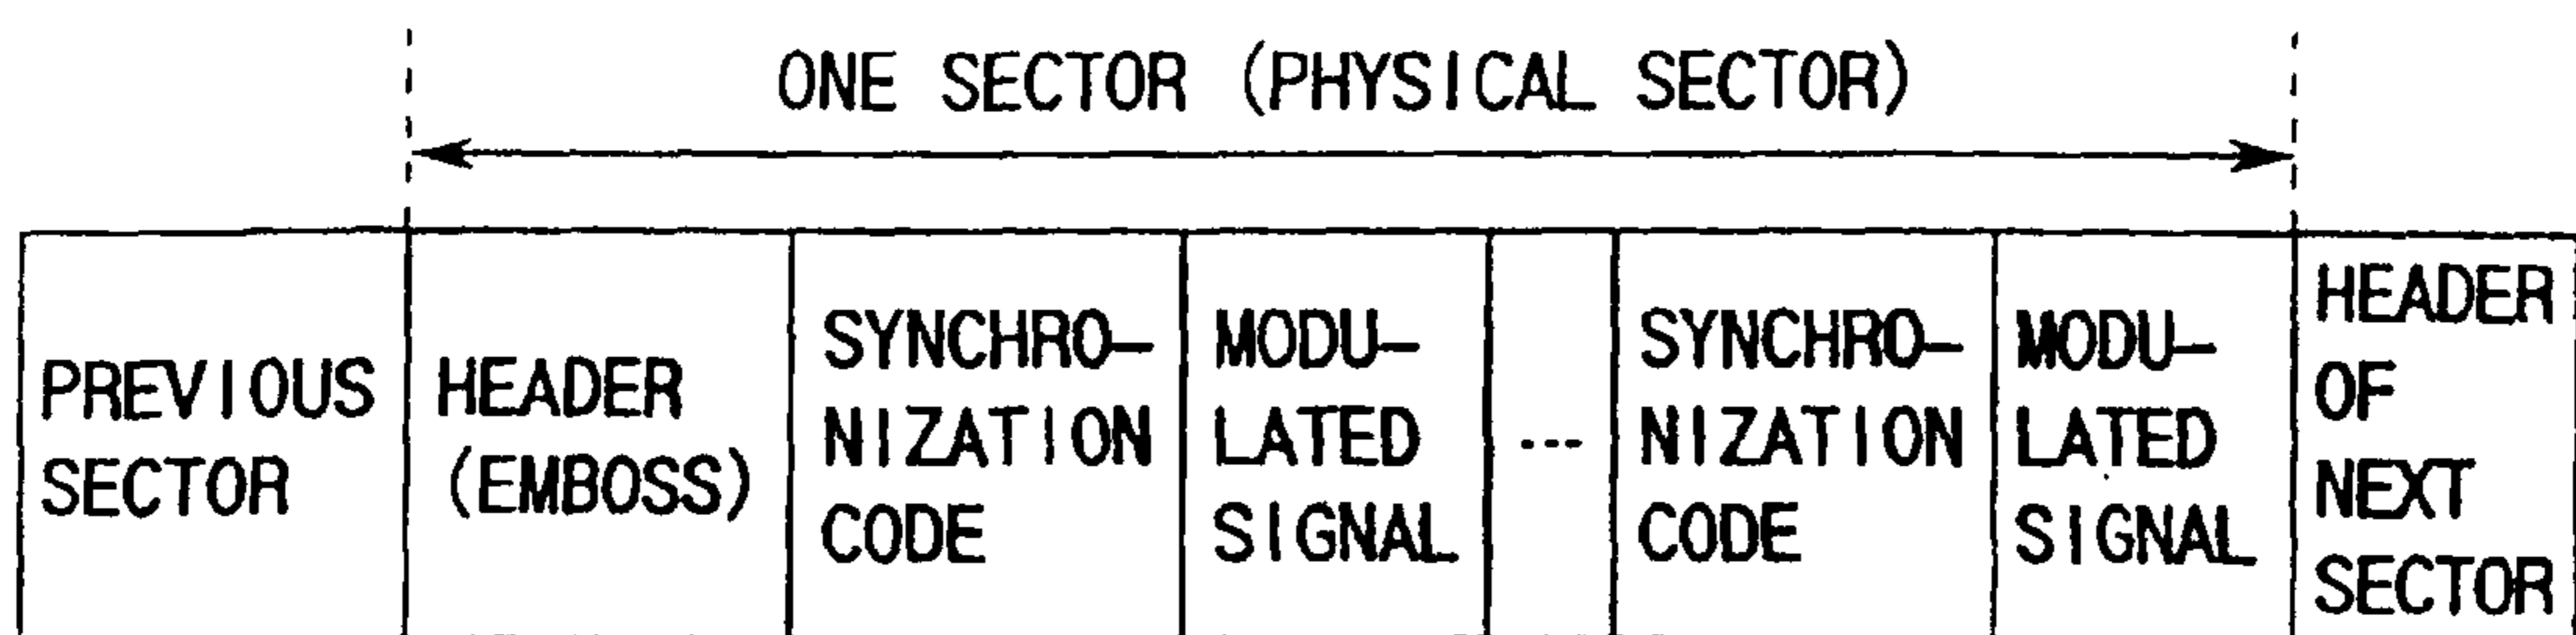 ONE SECTOR (PHYSICAL SECTOR)
PREVIOUS
SECTOR
HEADER
(EMBOSS)
SYNCHRO–
NIZATION
CODE
MODU–
LATED
SIGNAL
---
SYNCHRO–
NIZATION
CODE
MODU–
LATED
SIGNAL
HEADER
OF
NEXT
SECTOR